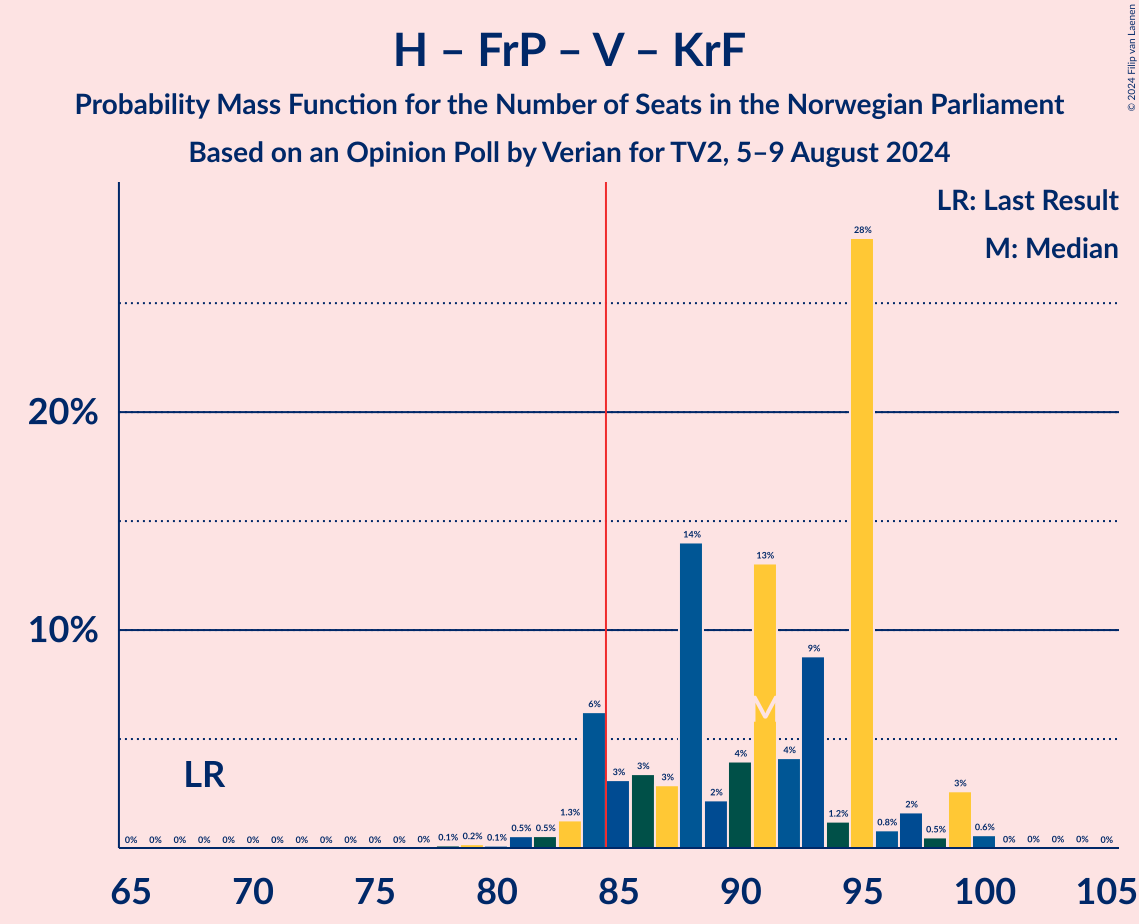 H – FrP – V – KrF
Probability Mass Function for the Number of Seats in the Norwegian Parliament
Based on an Opinion Poll by Verian for TV2, 5–9 August 2024
© 2024 Filip van Laenen
LR: Last Result
M: Median
28%
20%
14%
13%
10%
9%
6%
M
4%
4%
3%
3%
3%
2%
3%
LR
1.3%
1.2%
0.8%
2%
0.5%
0.6%
0% 0% 0% 0% 0% 0% 0% 0% 0% 0% 0% 0% 0% 0.1% 0.2% 0.1% 0.5% 0.5% 0% 0% 0% 0% 0%
65 70 75 80 85 90 95 100 105